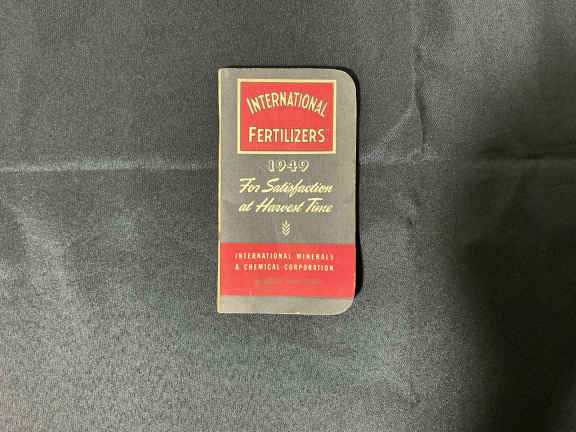 INTERNATIONAL
FERTILIZERS
1949
For Satisfaction
at Harvest Time
INTERNATIONAL MINERALS
& CHEMICAL CORPORATION